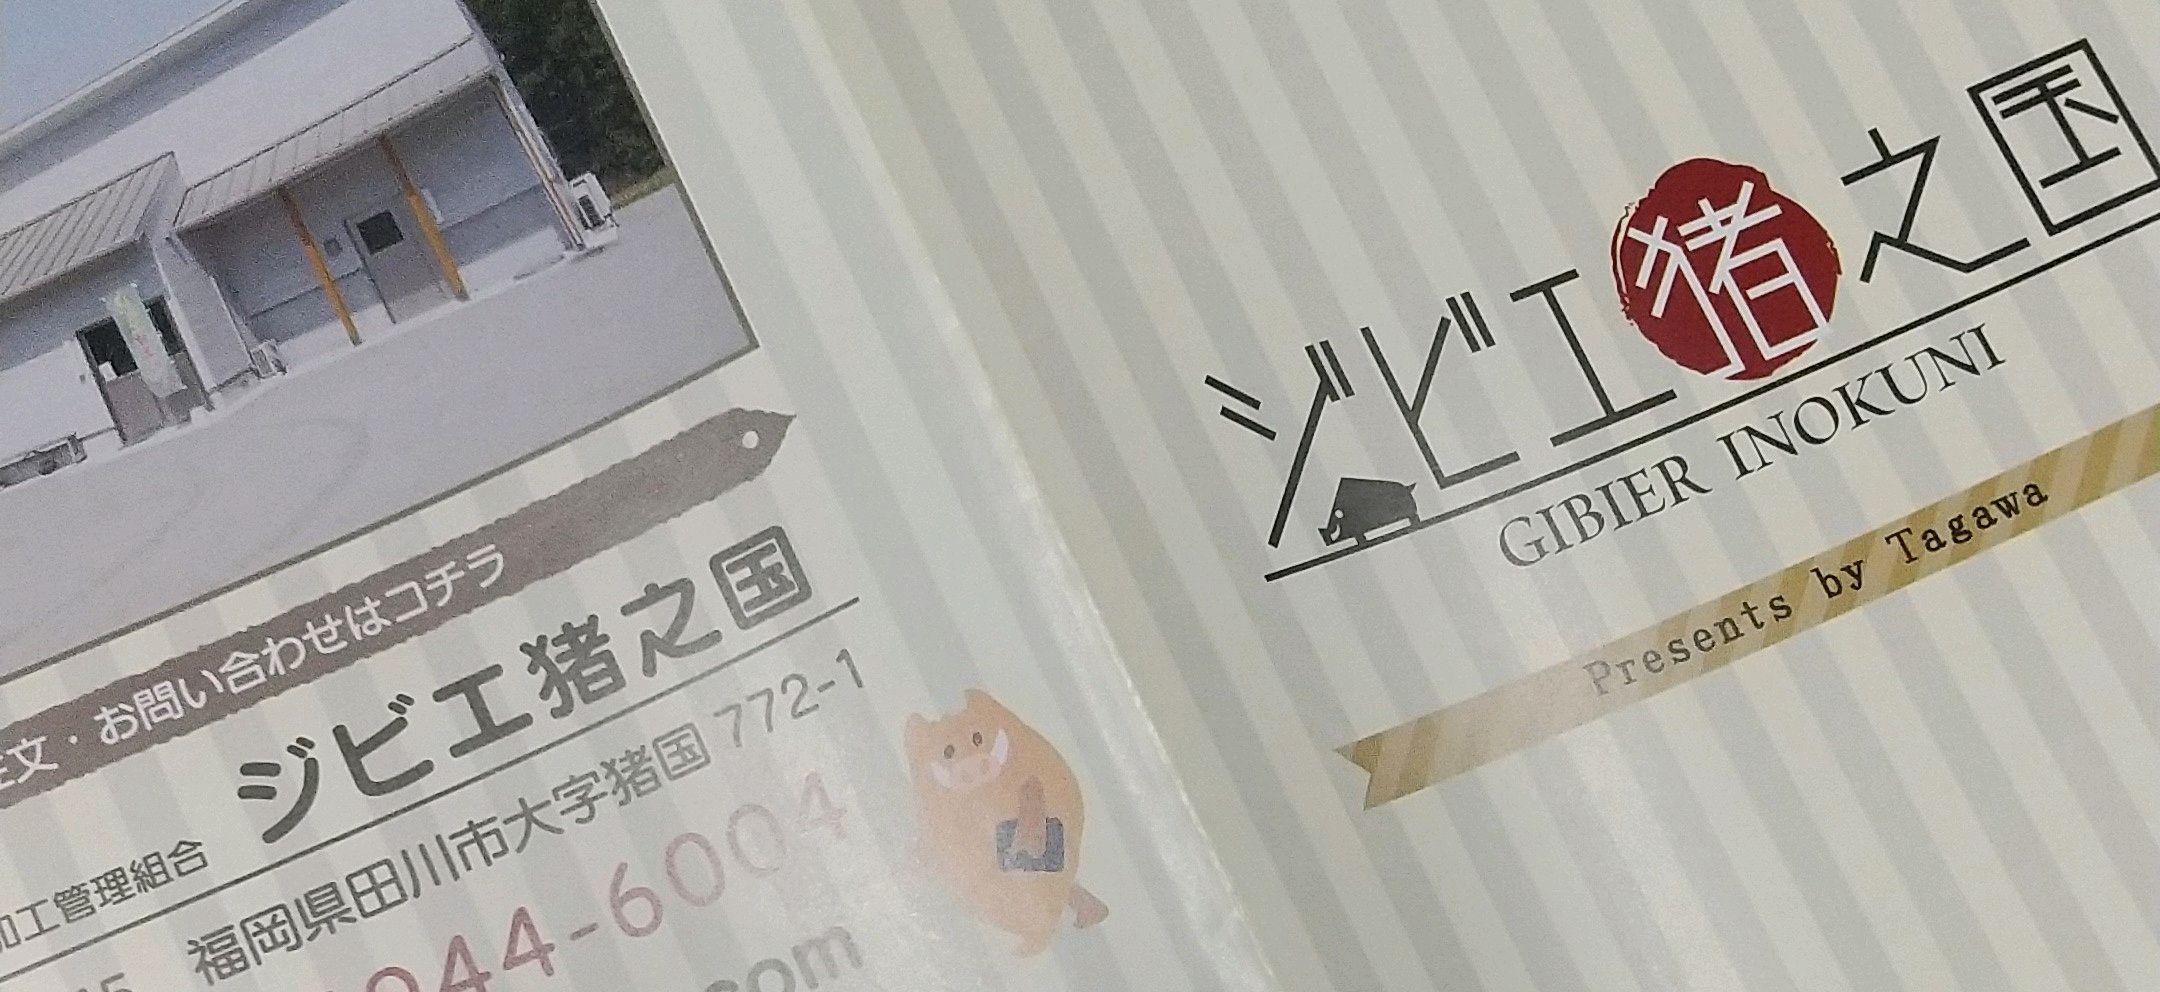 文・お問い合わせはコチラ
加工管理組合 ジビエ猪之国
福岡県田川市大字猪国 772-1
944-6004
.com
ジビエ猪之国
GIBIER INOKUNI
Presents by Tagawa